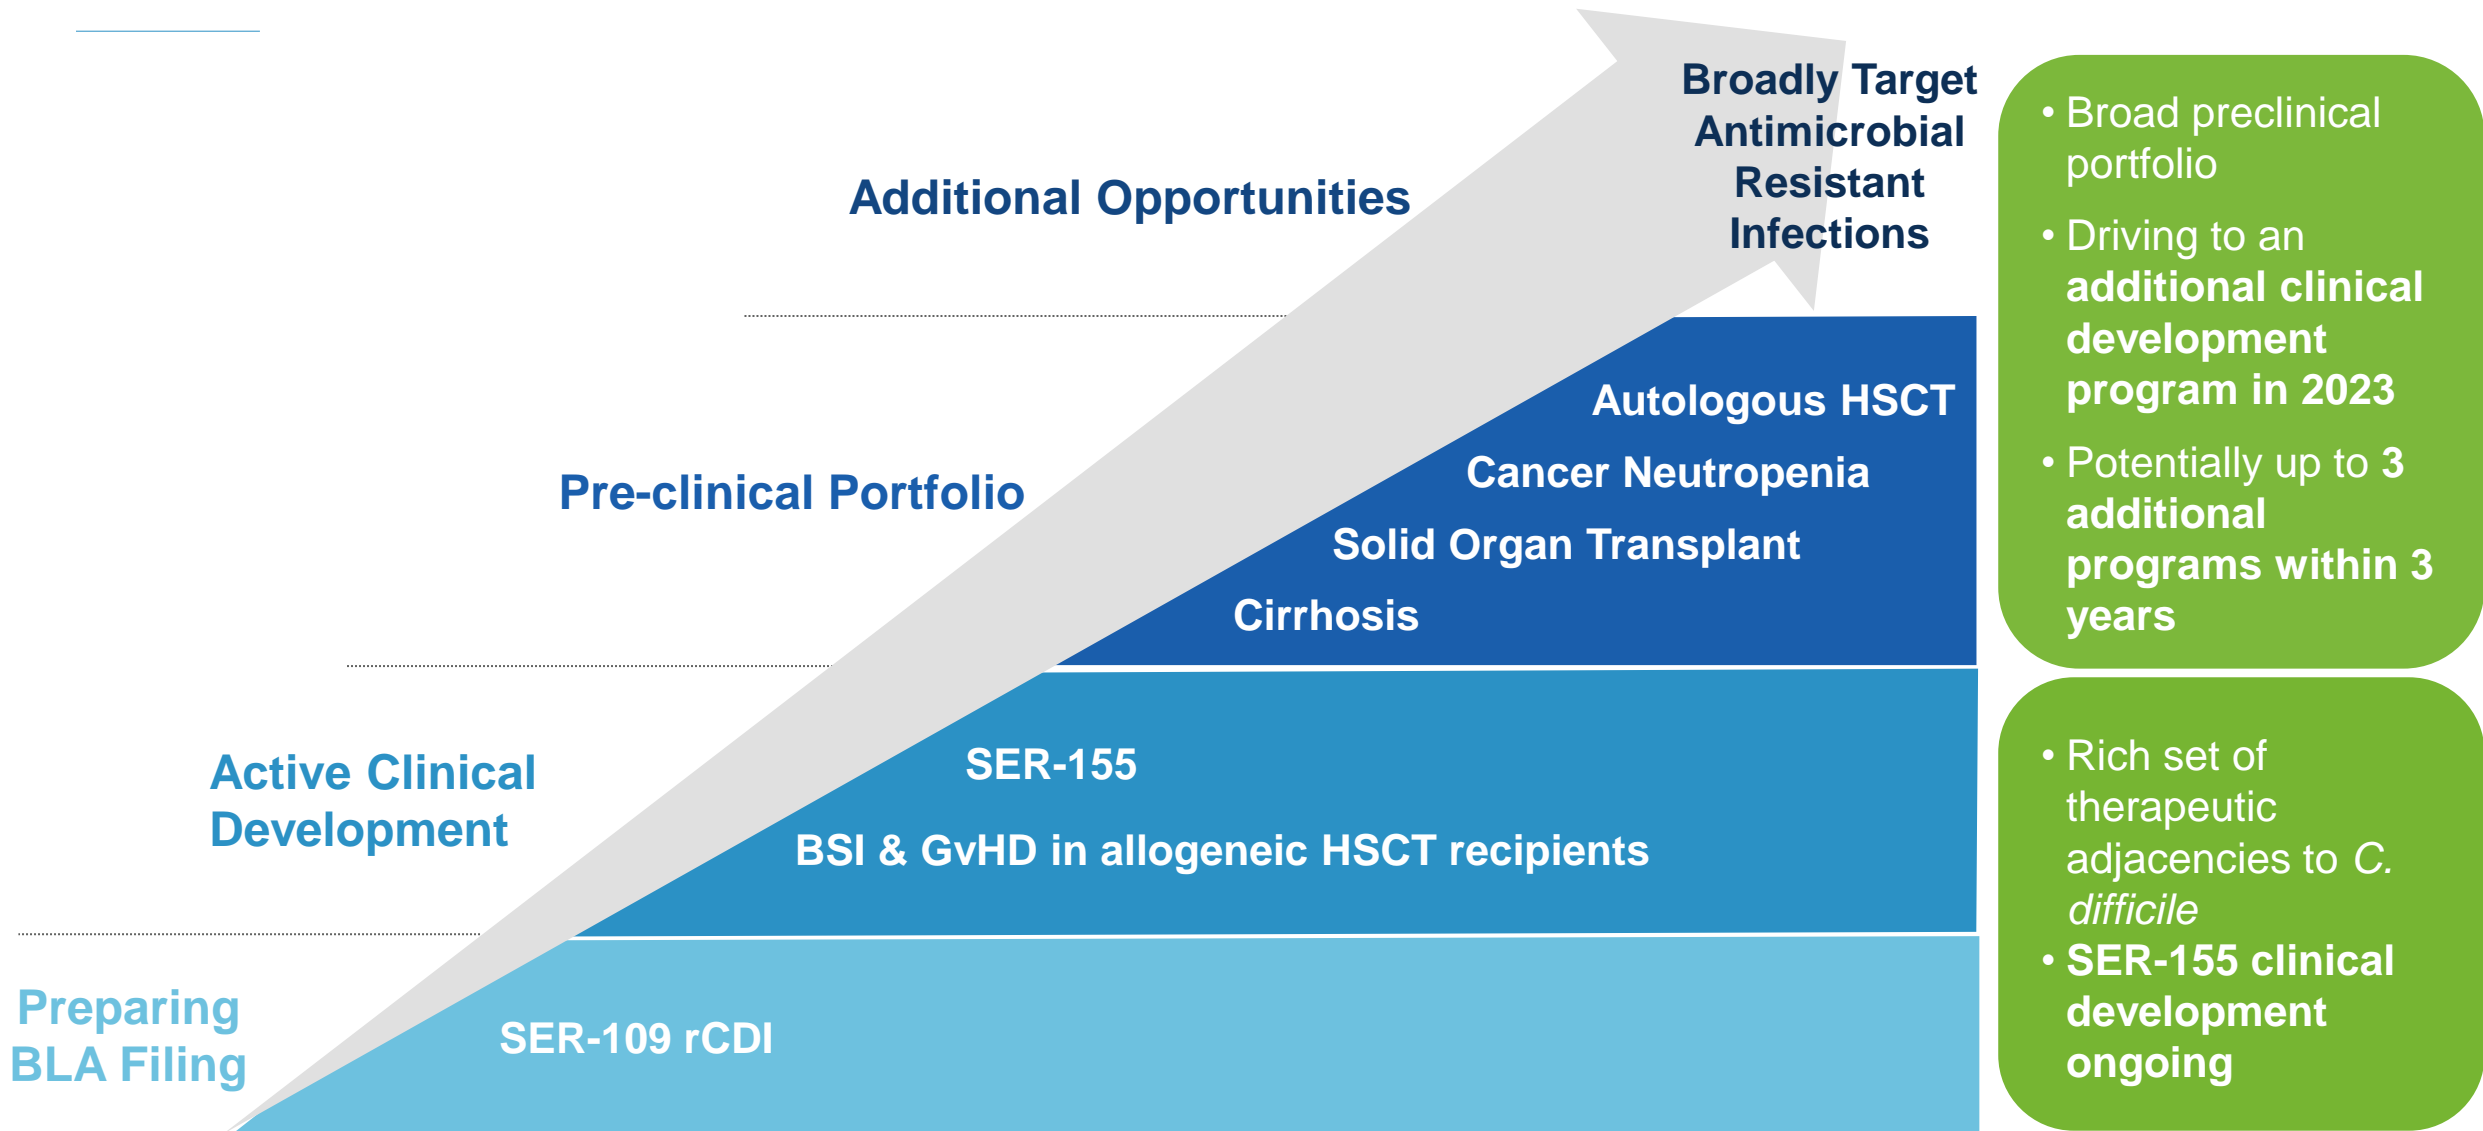 Broadly Target
Antimicrobial
Resistant
Infections
Additional Opportunities
Autologous HSCT
Cancer Neutropenia
Pre-clinical Portfolio
Solid Organ Transplant
Cirrhosis
SER-155
Active Clinical
Development
BSI & GvHD in allogeneic HSCT recipients
Preparing
BLA Filing
SER-109 rCDI
• Broad preclinical
portfolio
• Driving to an
additional clinical
development
program in 2023
• Potentially up to 3
additional
programs within 3
years
• Rich set of
therapeutic
adjacencies to C.
difficile
• SER-155 clinical
development
ongoing